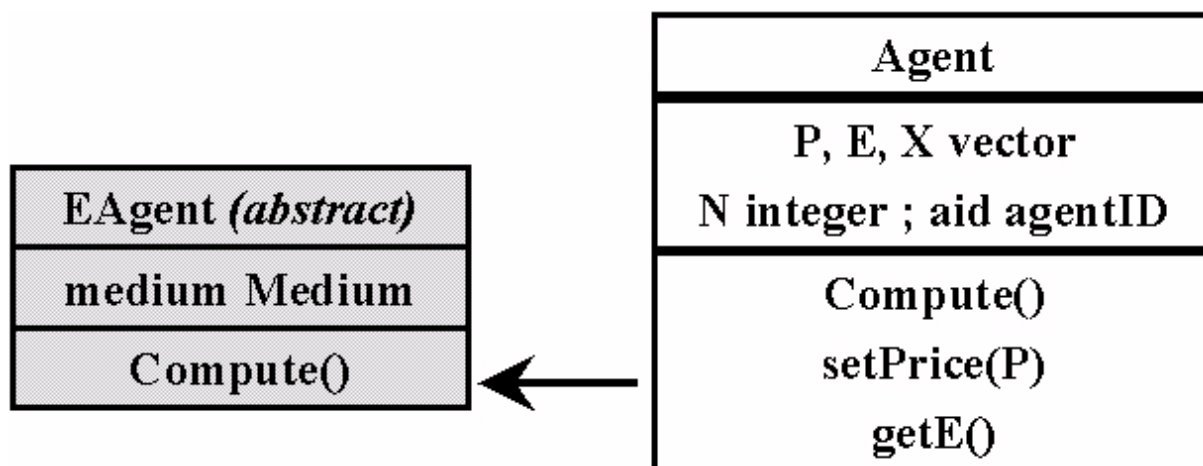 EAgent (abstract)
medium Medium
Compute()
Agent
P, E, X vector
N integer ; aid agentID
Compute()
setPrice(P)
getE()